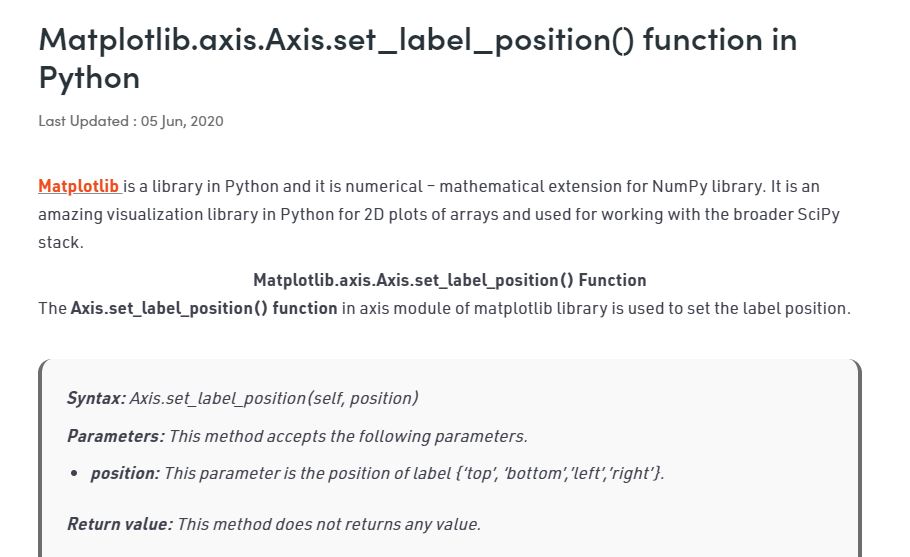 Matplotlib.axis.Axis.set_label_position() function in
Python
Last Updated : 05 Jun, 2020
Matplotlib is a library in Python and it is numerical – mathematical extension for NumPy library. It is an
amazing visualization library in Python for 2D plots of arrays and used for working with the broader SciPy
stack.
Matplotlib.axis.Axis.set_label_position() Function
The Axis.set_label_position() function in axis module of matplotlib library is used to set the label position.
Syntax: Axis.set_label_position(self, position)
Parameters: This method accepts the following parameters.
• position: This parameter is the position of label {‘top’, ‘bottom’,’left’,’right’}.
Return value: This method does not returns any value.